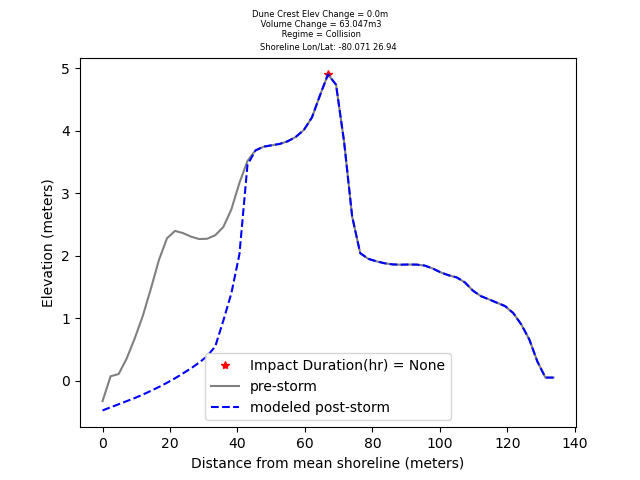 Dune Crest Elev Change = 0.0m
Volume Change = 63.047m3
Regime = Collision
Shoreline Lon/Lat: -80.071 26.94
5
4
3
2
1
0
Elevation (meters)
Impact Duration(hr) = None
pre-storm
modeled post-storm
0 20 40 60 80 100 120 140
Distance from mean shoreline (meters)